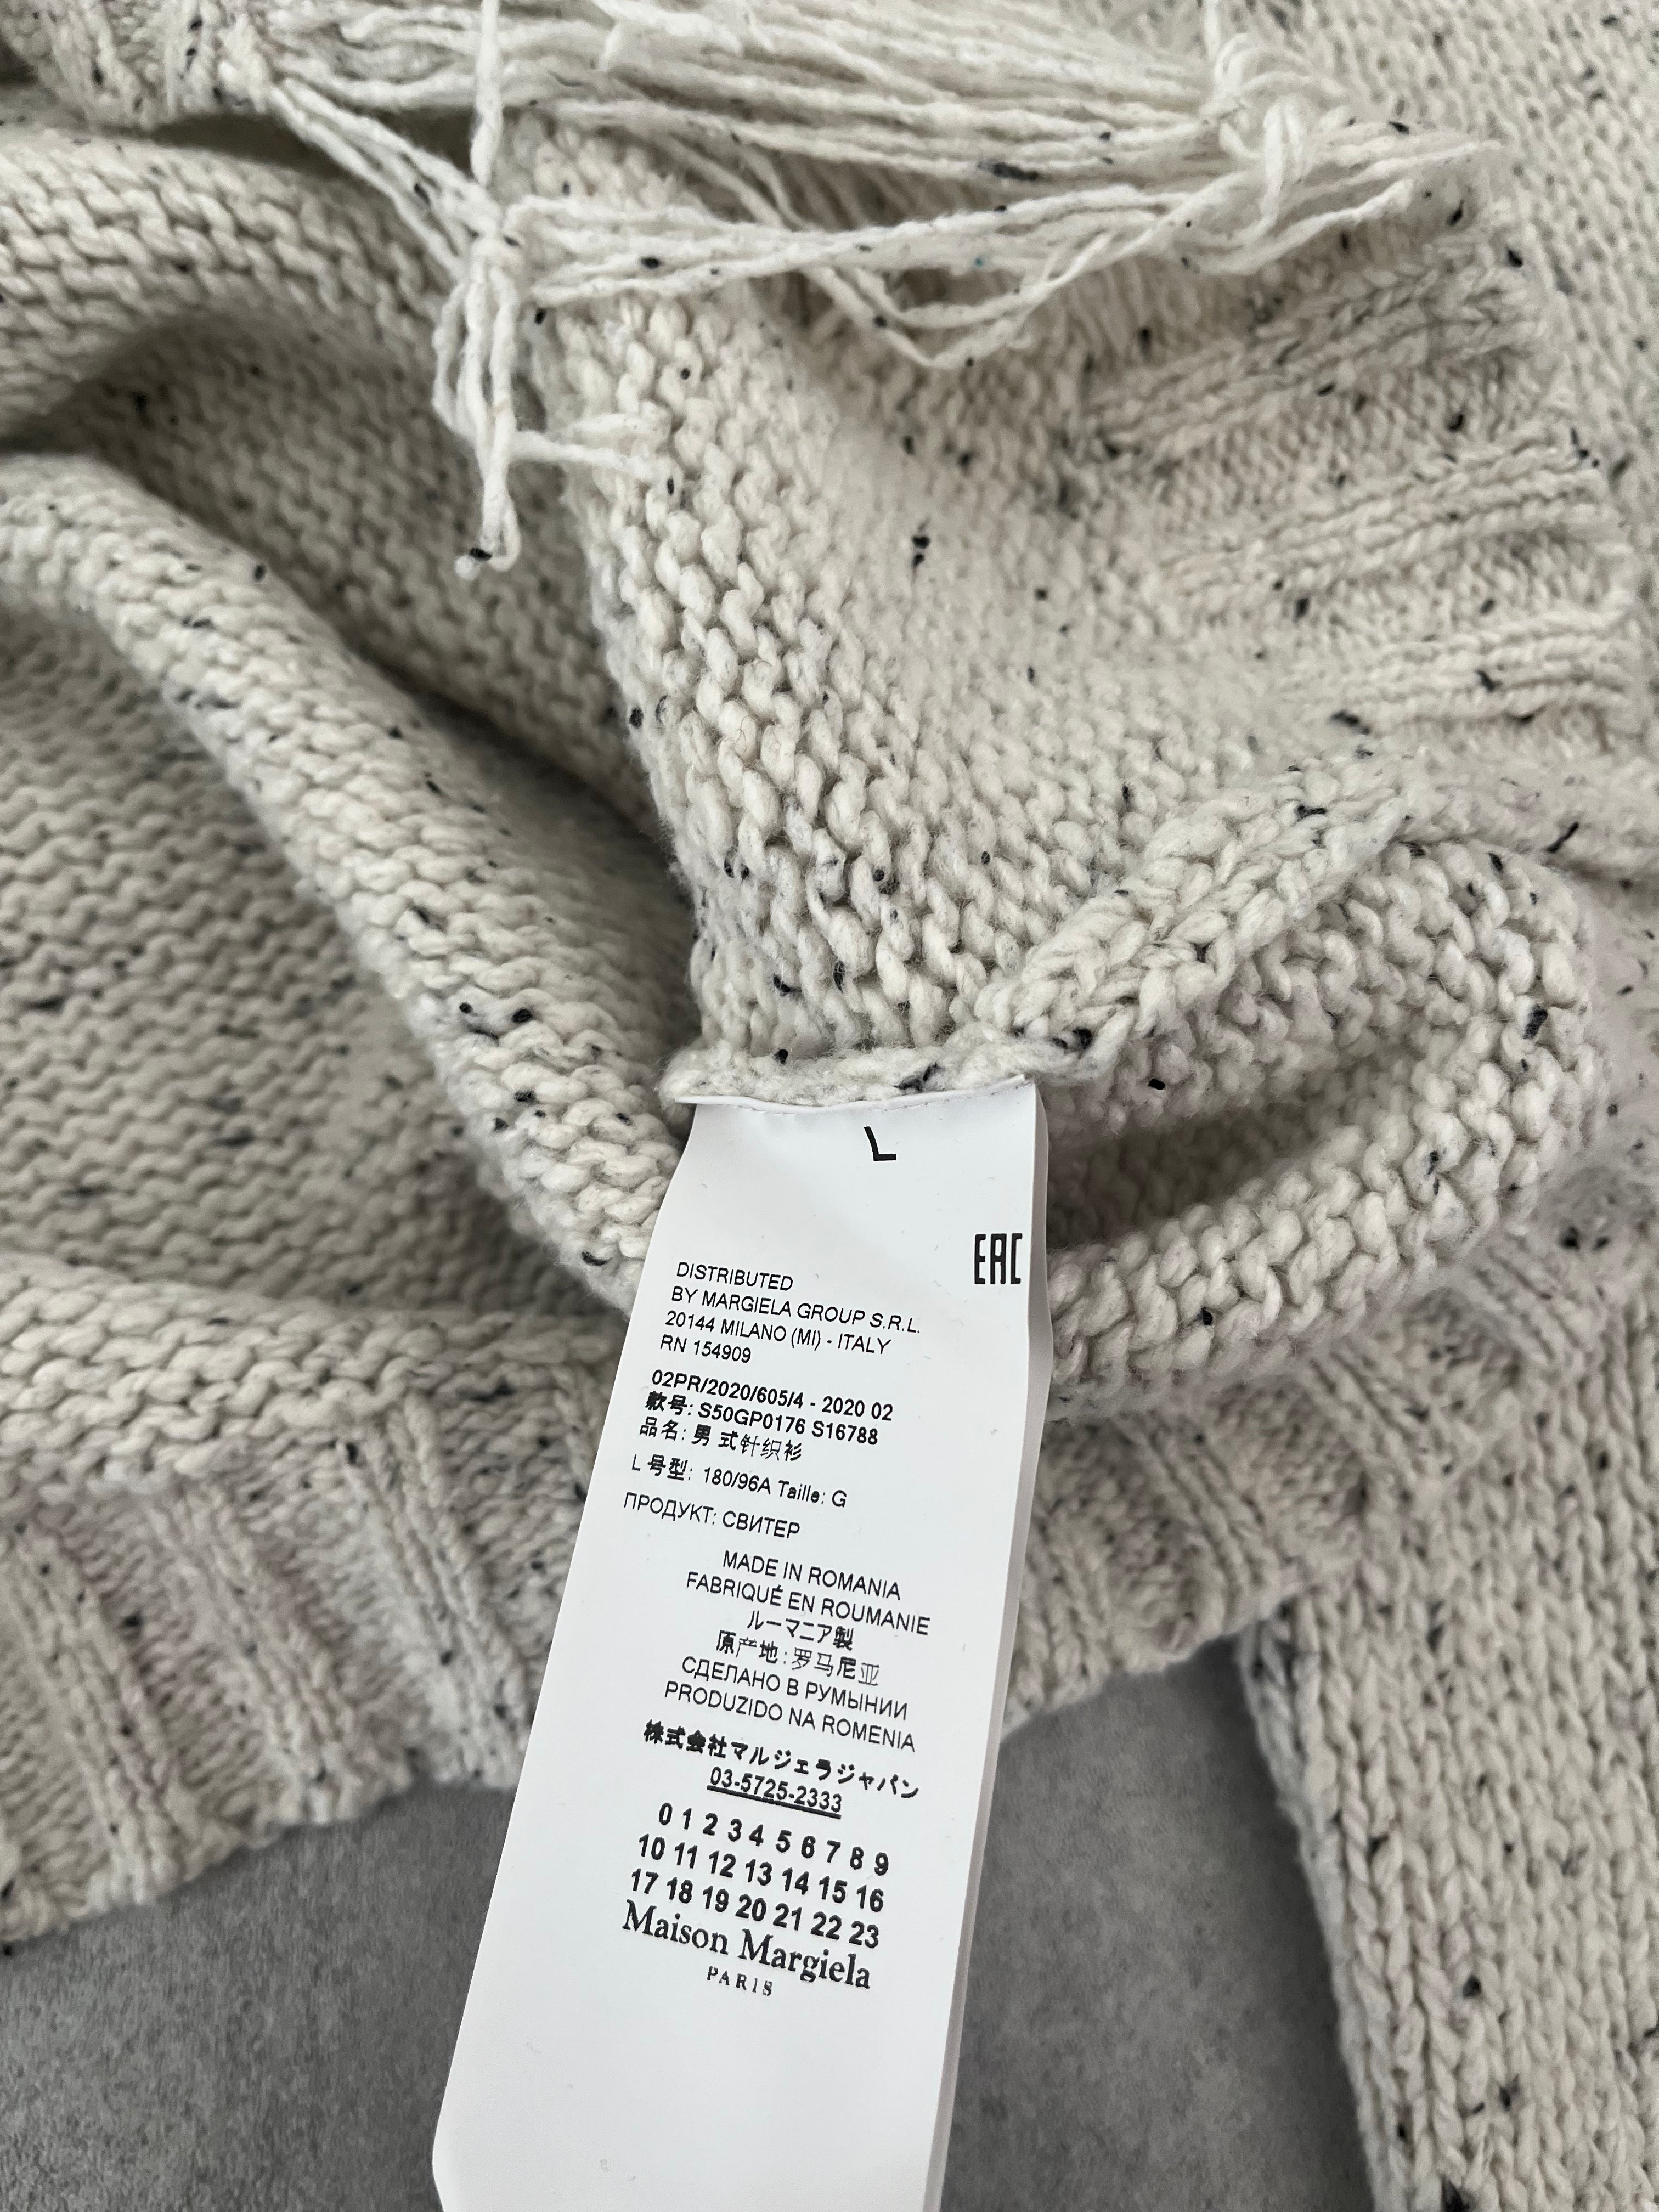 L
EAC
DISTRIBUTED
BY MARGIELA GROUP S.R.L.
20144 MILANO (MI) - ITALY
RN 154909
02PR/2020/605/4 - 2020 02
款号: S50GP0176 S16788
品名: 男 式针织衫
L 号型: 180/96A Taille: G
ПРОДУКТ: СВИТЕР
MADE IN ROMANIA
FABRIQUÉ EN ROUMANIE
ルーマニア製
原产地: 罗马尼亚
СДЕЛАНО В РУМЫНИИ
PRODUZIDO NA ROMENIA
株式会社マルジェラジャパン
03-5725-2333
0 1 2 3 4 5 6 7 8 9
10 11 12 13 14 15 16
17 18 19 20 21 22 23
Maison Margiela
PARIS